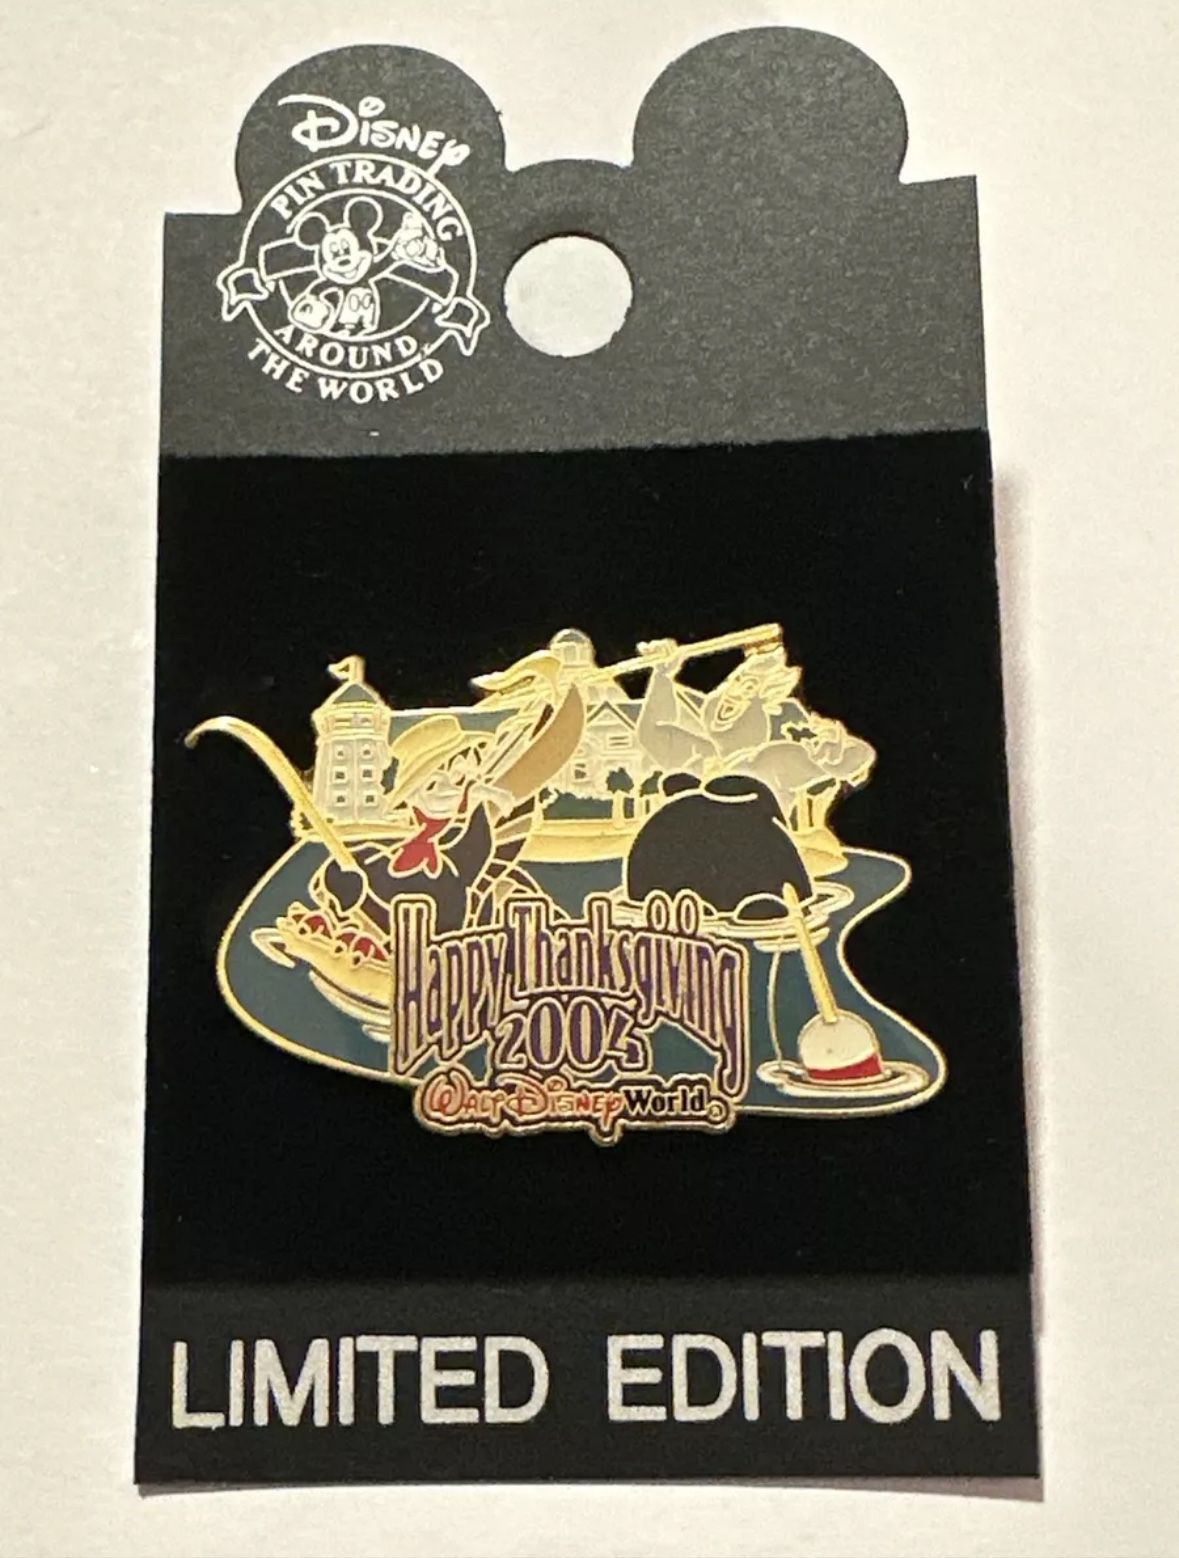 Disney
PIN TRADING
AROUND
THE WORLD
Happy Thanksgiving
2004
Walt Disney World
LIMITED EDITION